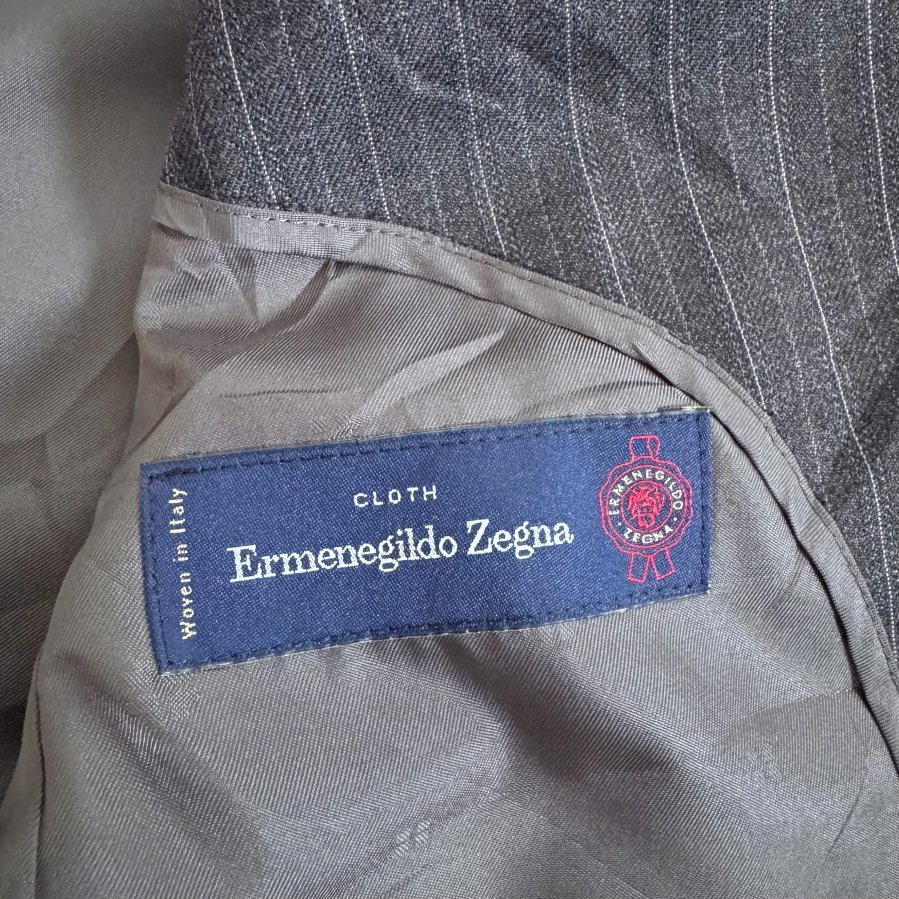 Woven in Italy
CLOTH
Ermenegildo Zegna
ERMENEGILDO
ZEGNA